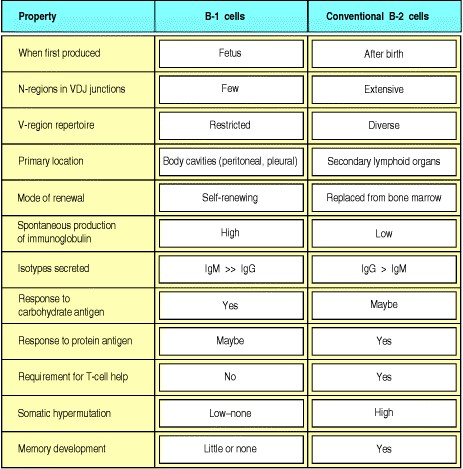 Property B-1 cells Conventional B-2 cells
When first produced Fetus After birth
N-regions in VDJ junctions Few Extensive
V-region repertoire Restricted Diverse
Primary location Body cavities (peritoneal, pleural) Secondary lymphoid organs
Mode of renewal Self-renewing Replaced from bone marrow
Spontaneous production
of immunoglobulin High Low
Isotypes secreted IgM >> IgG IgG > IgM
Response to
carbohydrate antigen Yes Maybe
Response to protein antigen Maybe Yes
Requirement for T-cell help No Yes
Somatic hypermutation Low–none High
Memory development Little or none Yes